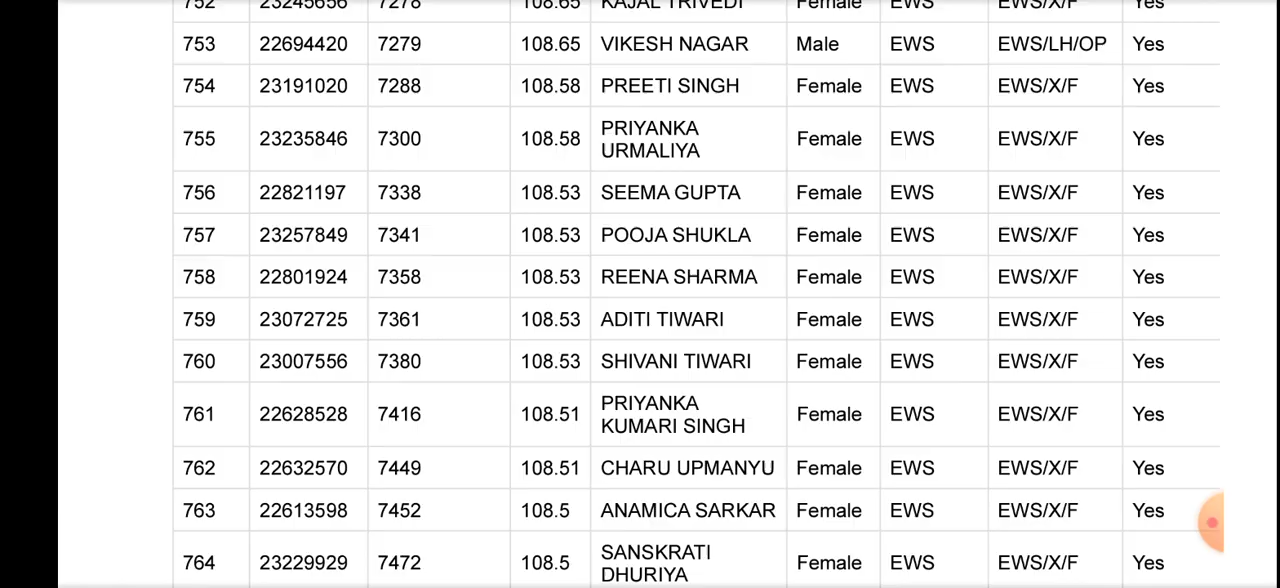 752 23245656 7278 108.65 KAJAL TRIVEDI Female EWS EWS/X/F Yes
753 22694420 7279 108.65 VIKESH NAGAR Male EWS EWS/LH/OP Yes
754 23191020 7288 108.58 PREETI SINGH Female EWS EWS/X/F Yes
755 23235846 7300 108.58 PRIYANKA URMALIYA Female EWS EWS/X/F Yes
756 22821197 7338 108.53 SEEMA GUPTA Female EWS EWS/X/F Yes
757 23257849 7341 108.53 POOJA SHUKLA Female EWS EWS/X/F Yes
758 22801924 7358 108.53 REENA SHARMA Female EWS EWS/X/F Yes
759 23072725 7361 108.53 ADITI TIWARI Female EWS EWS/X/F Yes
760 23007556 7380 108.53 SHIVANI TIWARI Female EWS EWS/X/F Yes
761 22628528 7416 108.51 PRIYANKA KUMARI SINGH Female EWS EWS/X/F Yes
762 22632570 7449 108.51 CHARU UPMANYU Female EWS EWS/X/F Yes
763 22613598 7452 108.5 ANAMICA SARKAR Female EWS EWS/X/F Yes
764 23229929 7472 108.5 SANSKRATI DHURIYA Female EWS EWS/X/F Yes